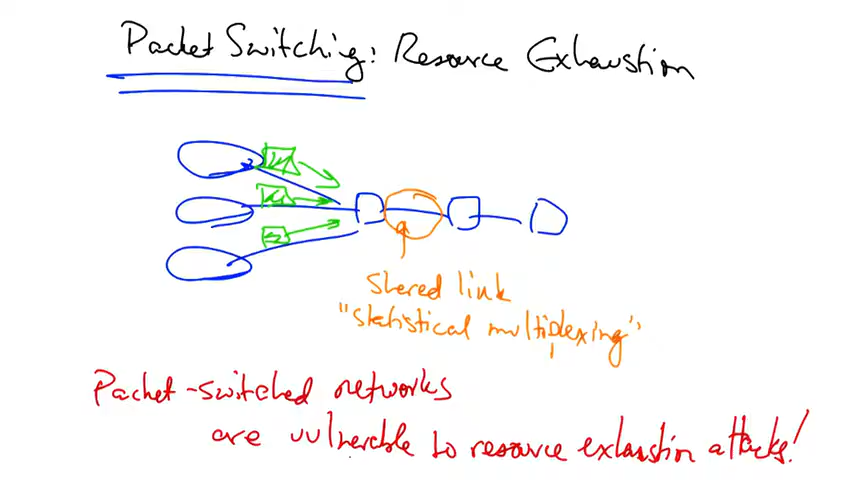 Packet Switching: Resource Exhaustion
shared link
"statistical multiplexing"
Packet-switched networks
are vulnerable to resource exhaustion attacks!